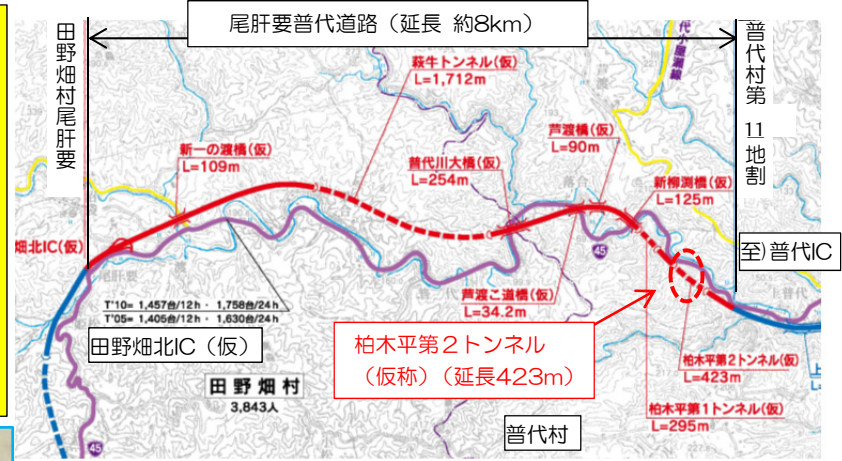 尾肝要普代道路（延長 約8km）
田野畑村尾肝要
普代村第11地割
萩牛トンネル(仮)
L=1,712m
新一の渡橋(仮)
L=109m
普代川大橋(仮)
L=254m
芦渡橋(仮)
L=90m
新柳渕橋(仮)
L=125m
至)普代IC
畑北IC(仮)
芦渡こ道橋(仮)
L=34.2m
45
T'10= 1,457台/12h ・ 1,758台/24h
T'05= 1,405台/12h ・ 1,630台/24h
田野畑北IC（仮）
柏木平第２トンネル
（仮称）（延長423m）
柏木平第2トンネル(仮)
L=423m
田野畑村
3,843人
柏木平第1トンネル(仮)
L=295m
普代村
45